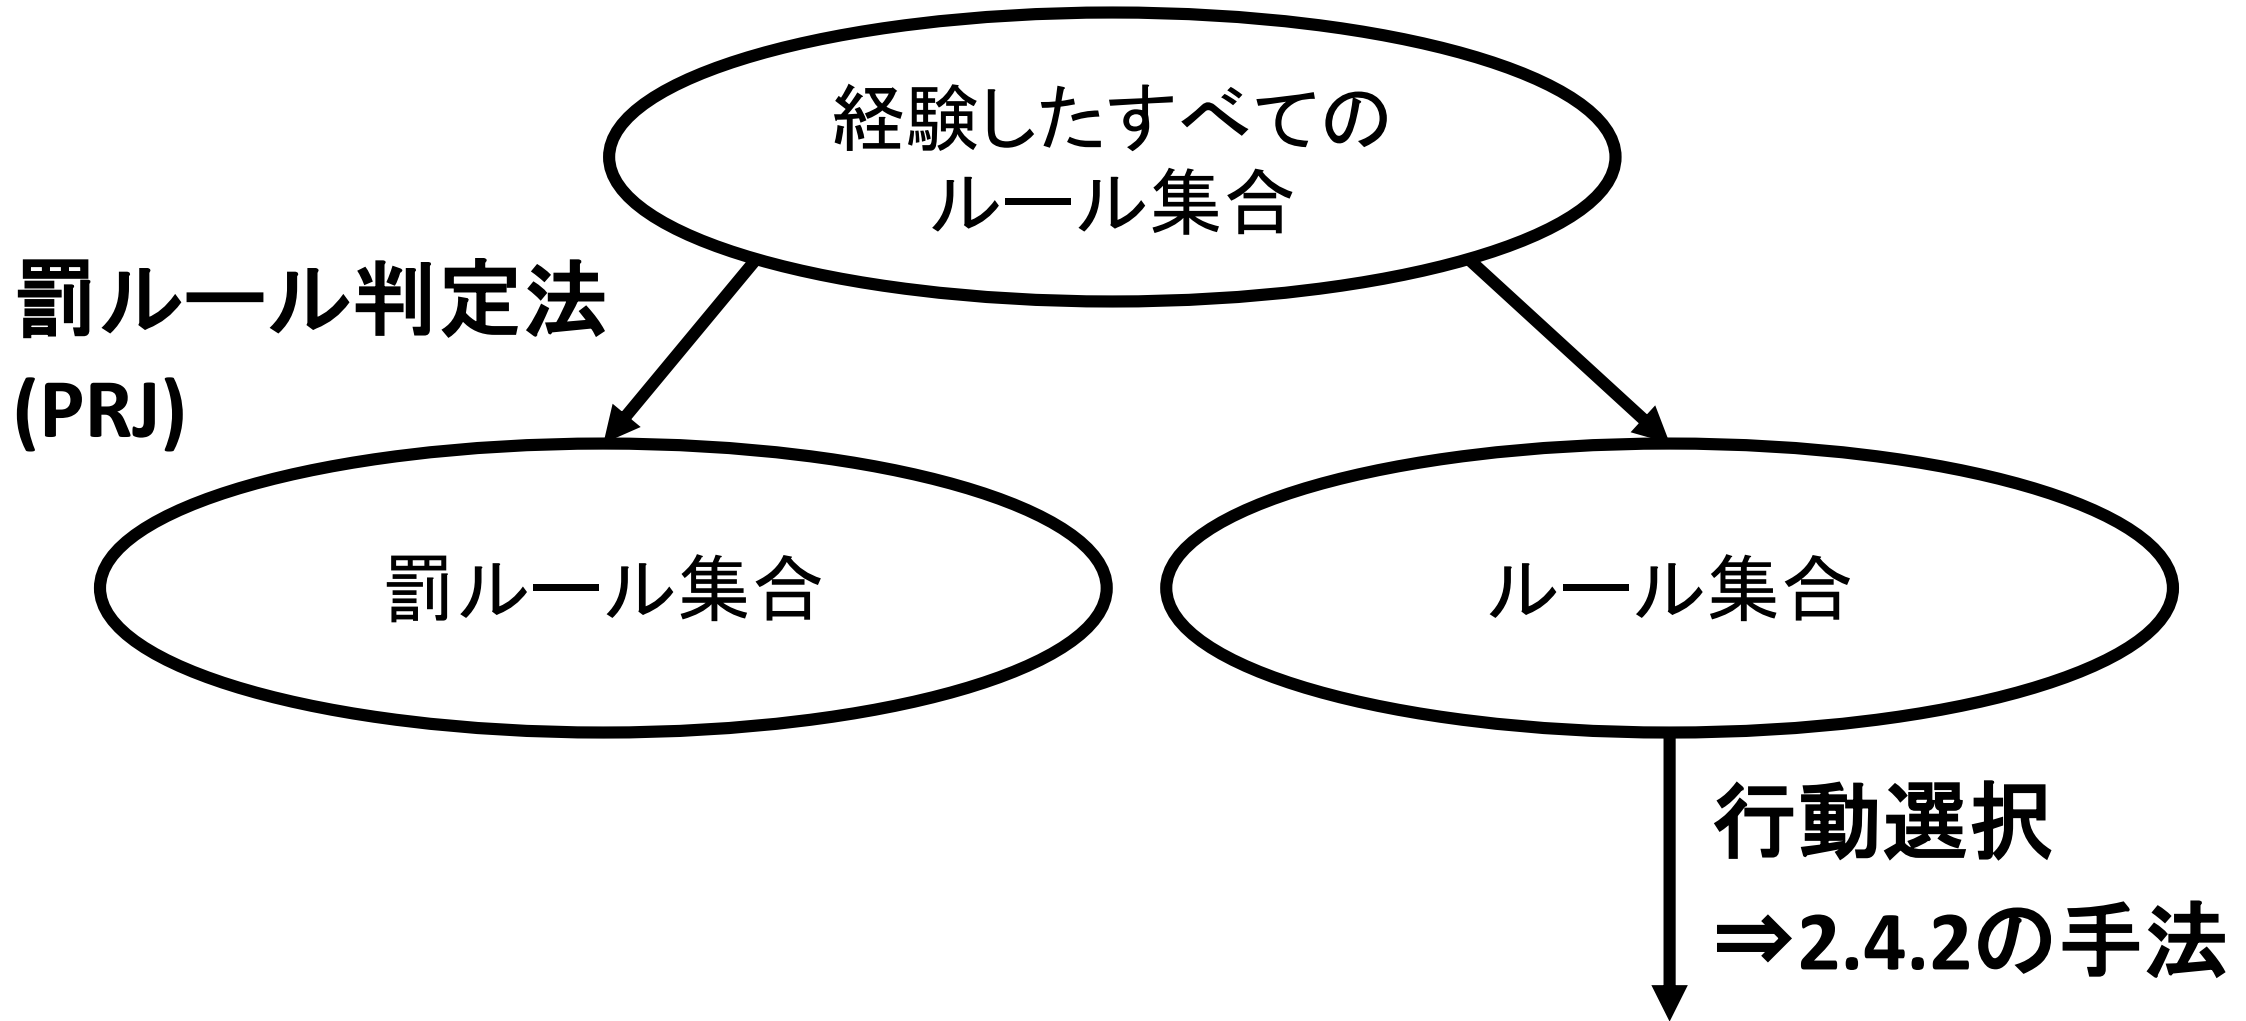 経験したすべての
ルール集合
罰ルール判定法
(PRJ)
罰ルール集合
ルール集合
行動選択
⇒2.4.2の手法